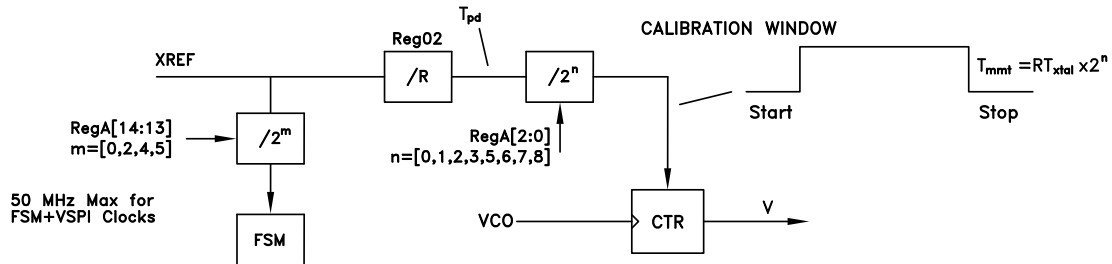 T_pd
CALIBRATION WINDOW
Reg02
XREF
/R
/2^n
T_mmt = RT_xtal x 2^n
Start
Stop
RegA[14:13]
m=[0,2,4,5]
/2^m
RegA[2:0]
n=[0,1,2,3,5,6,7,8]
50 MHz Max for
FSM+VSPI Clocks
FSM
VCO
CTR
V